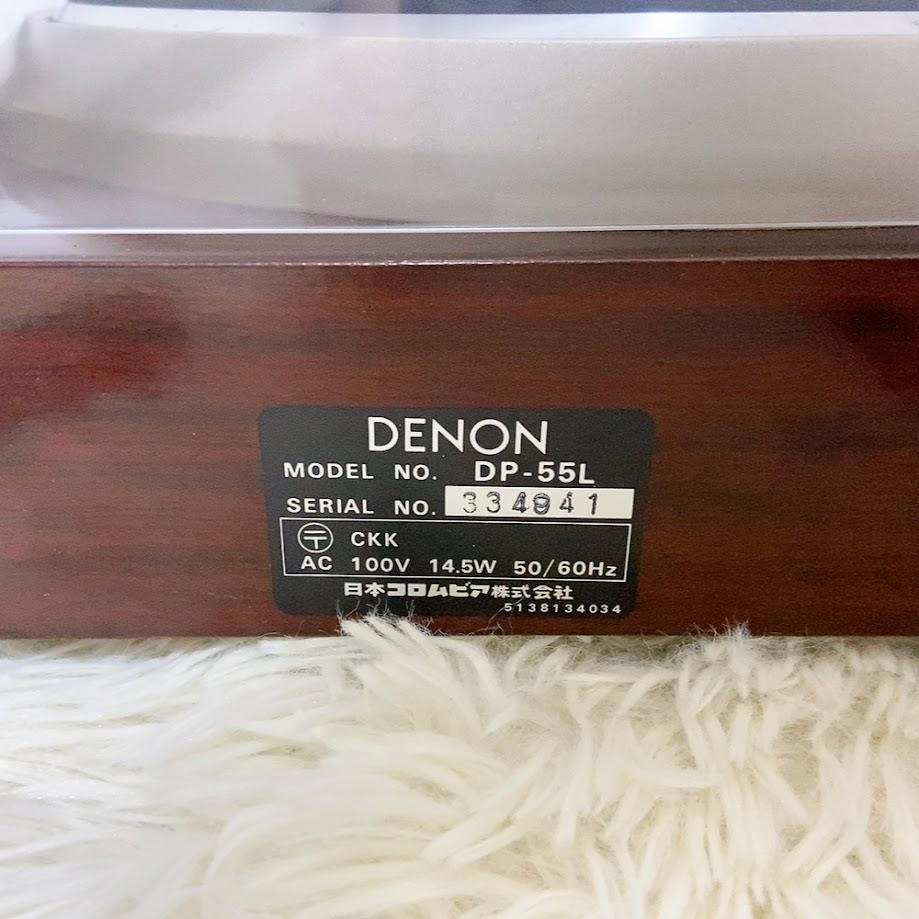 DENON
MODEL NO. DP-55L
SERIAL NO. 334941
〒 CKK
AC 100V 14.5W 50/60Hz
日本コロムビア株式会社
5138134034